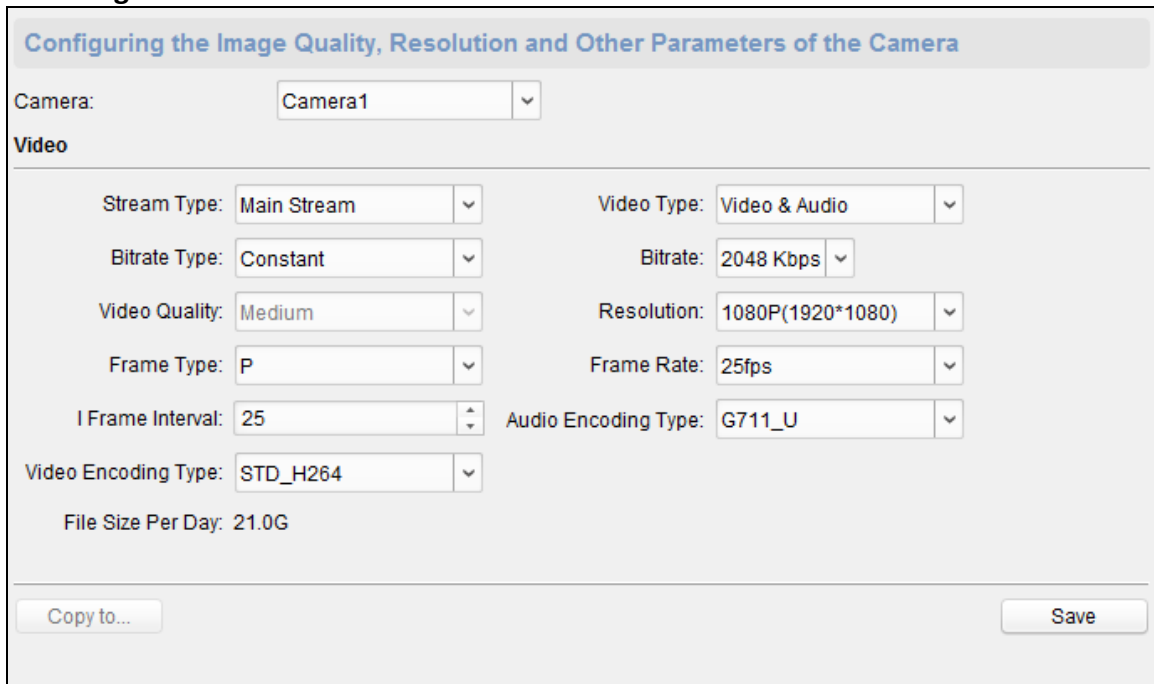 Configuring the Image Quality, Resolution and Other Parameters of the Camera
Camera: Camera1
Video
Stream Type: Main Stream Video Type: Video & Audio
Bitrate Type: Constant Bitrate: 2048 Kbps
Video Quality: Medium Resolution: 1080P(1920*1080)
Frame Type: P Frame Rate: 25fps
I Frame Interval: 25 Audio Encoding Type: G711_U
Video Encoding Type: STD_H264
File Size Per Day: 21.0G
Copy to... Save